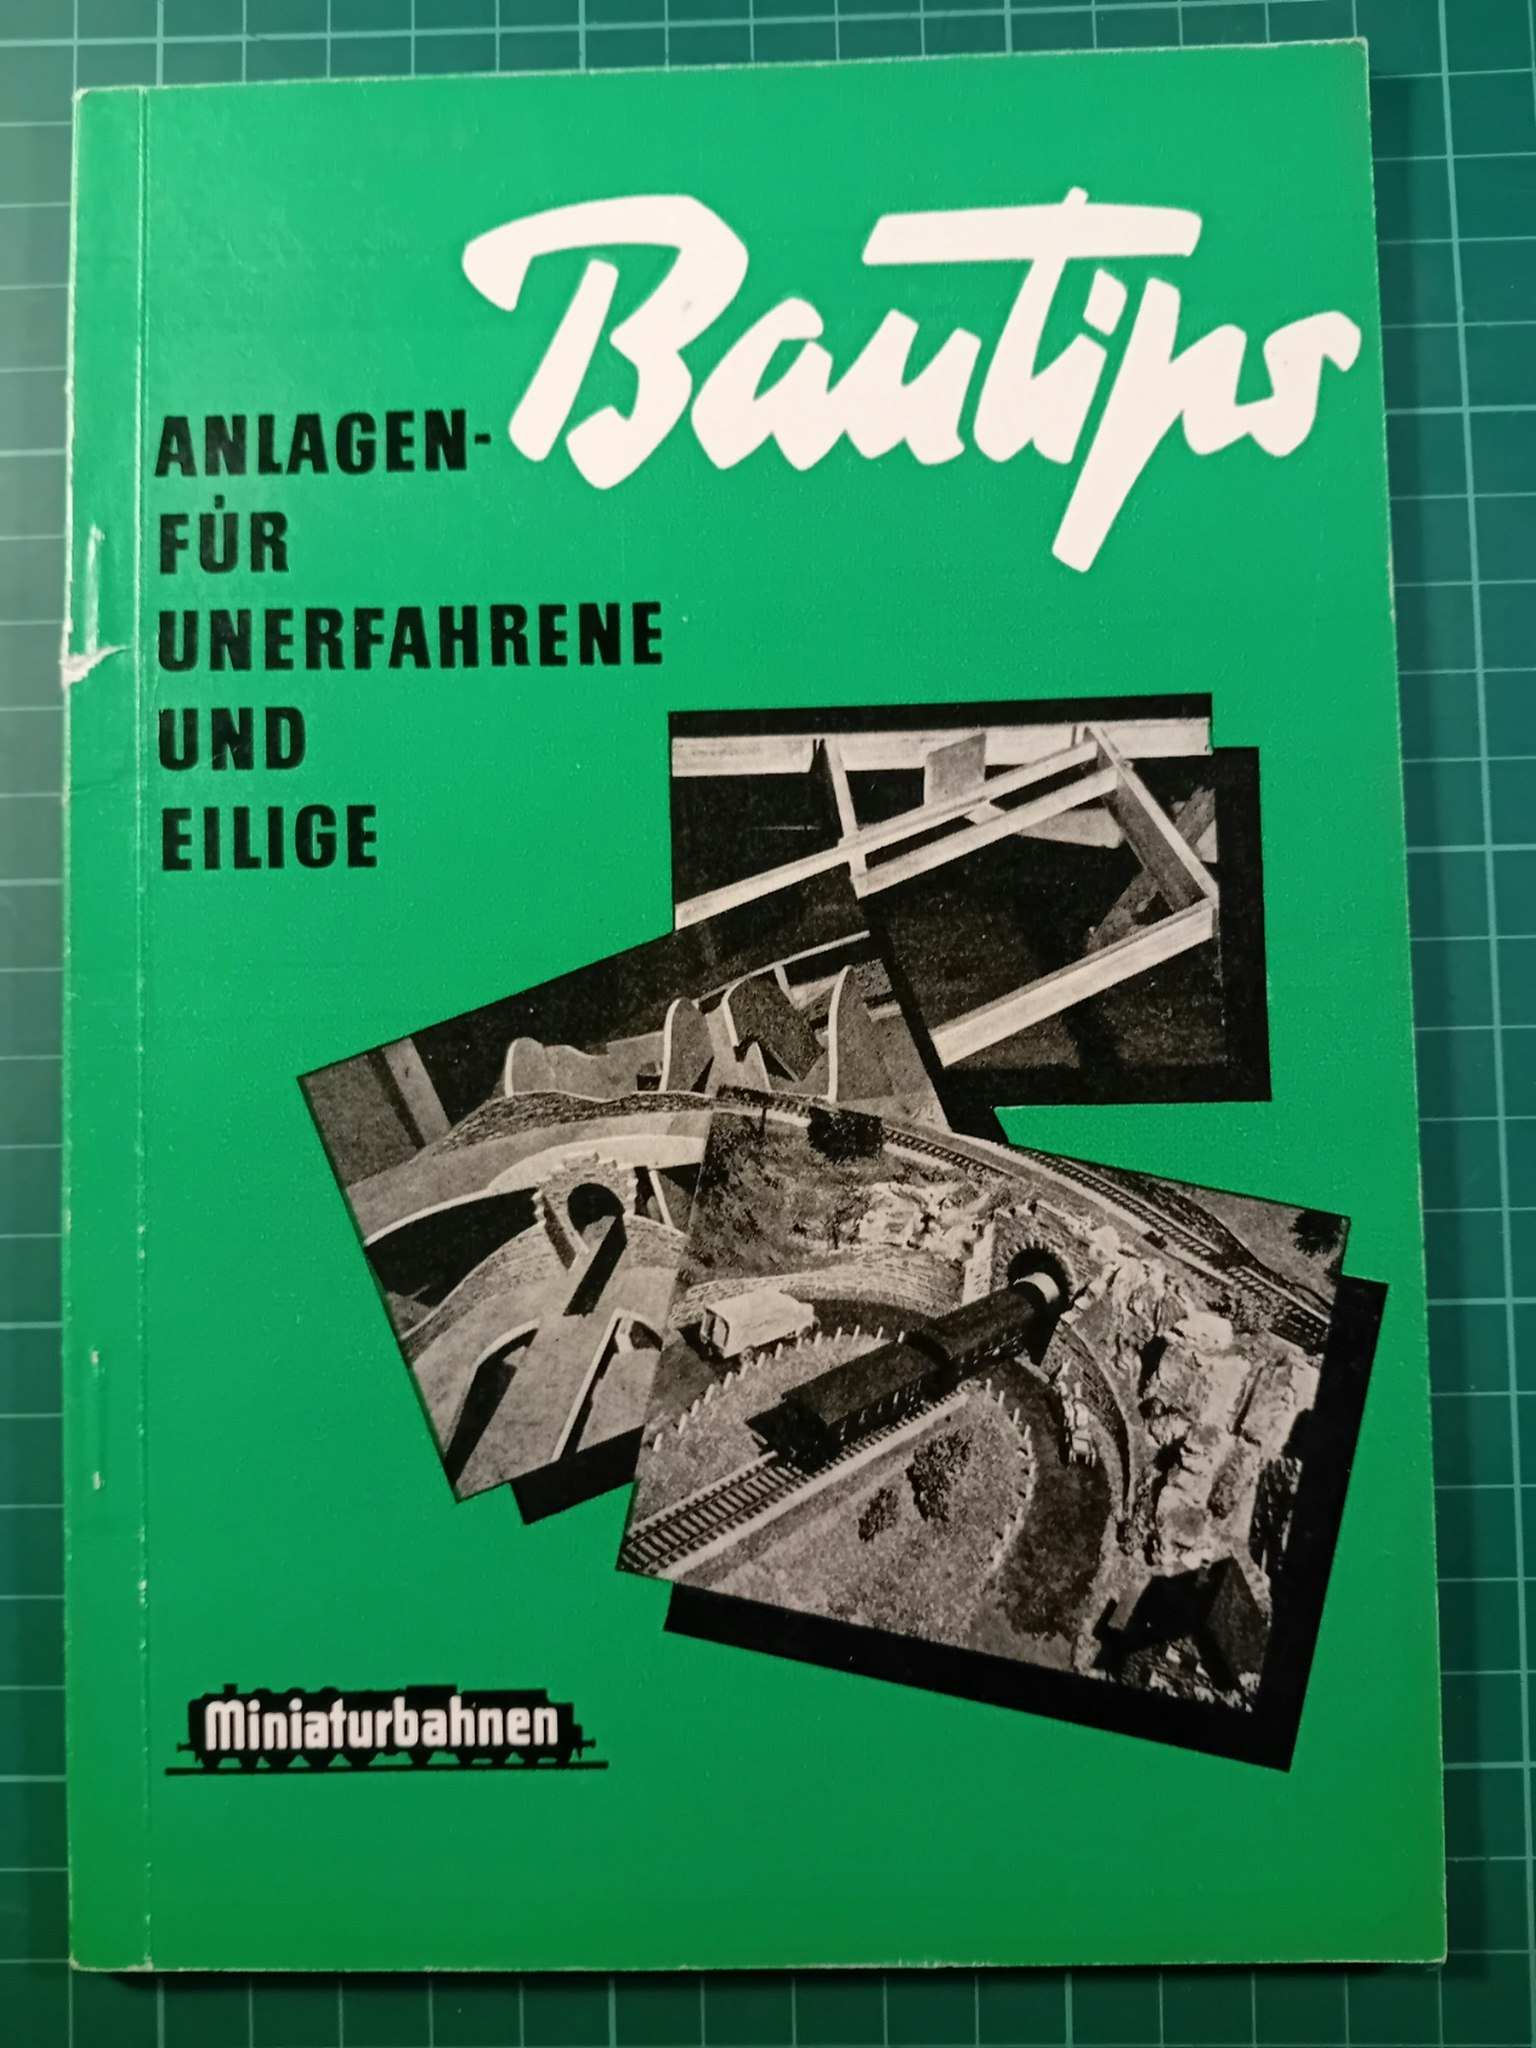 ANLAGEN-Bautips
FÜR
UNERFAHRENE
UND
EILIGE
Miniaturbahnen